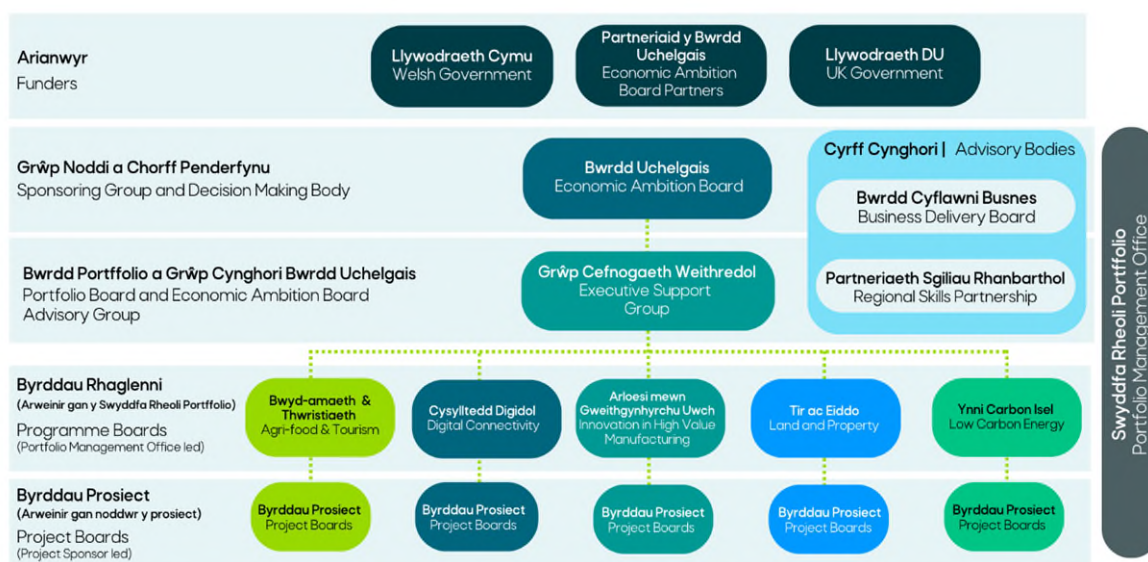 Arianwyr
Funders
Llywodraeth Cymu
Welsh Government
Partneriaid y Bwrdd
Uchelgais
Economic Ambition
Board Partners
Llywodraeth DU
UK Government
Grŵp Noddi a Chorff Penderfynu
Sponsoring Group and Decision Making Body
Bwrdd Uchelgais
Economic Ambition Board
Cyrff Cynghori | Advisory Bodies
Bwrdd Cyflawni Busnes
Business Delivery Board
Bwrdd Portffolio a Grŵp Cynghori Bwrdd Uchelgais
Portfolio Board and Economic Ambition Board
Advisory Group
Grŵp Cefnogaeth Weithredol
Executive Support
Group
Partneriaeth Sgiliau Rhanbarthol
Regional Skills Partnership
Byrddau Rhaglenni
(Arweinir gan y Swyddfa Rheoli Portffolio)
Programme Boards
(Portfolio Management Office led)
Bwyd-amaeth &
Thwristiaeth
Agri-food & Tourism
Cysylltedd Digidol
Digital Connectivity
Arloesi mewn
Gweithgynhyrchu Uwch
Innovation in High Value
Manufacturing
Tir ac Eiddo
Land and Property
Ynni Carbon Isel
Low Carbon Energy
Byrddau Prosiect
(Arweinir gan noddwr y prosiect)
Project Boards
(Project Sponsor led)
Byrddau Prosiect
Project Boards
Byrddau Prosiect
Project Boards
Byrddau Prosiect
Project Boards
Byrddau Prosiect
Project Boards
Byrddau Prosiect
Project Boards
Swyddfa Rheoli Portffolio
Portfolio Management Office